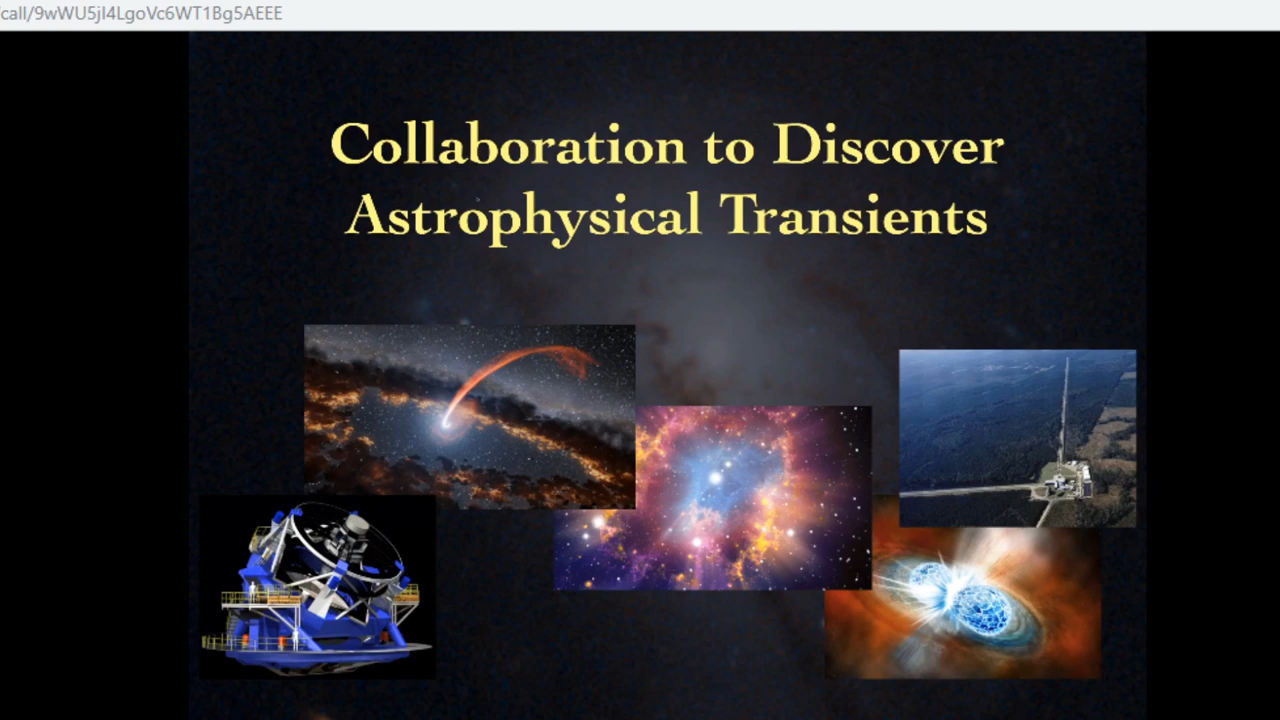 call/9wWU5jI4LgoVc6WT1Bg5AEEE
Collaboration to Discover
Astrophysical Transients